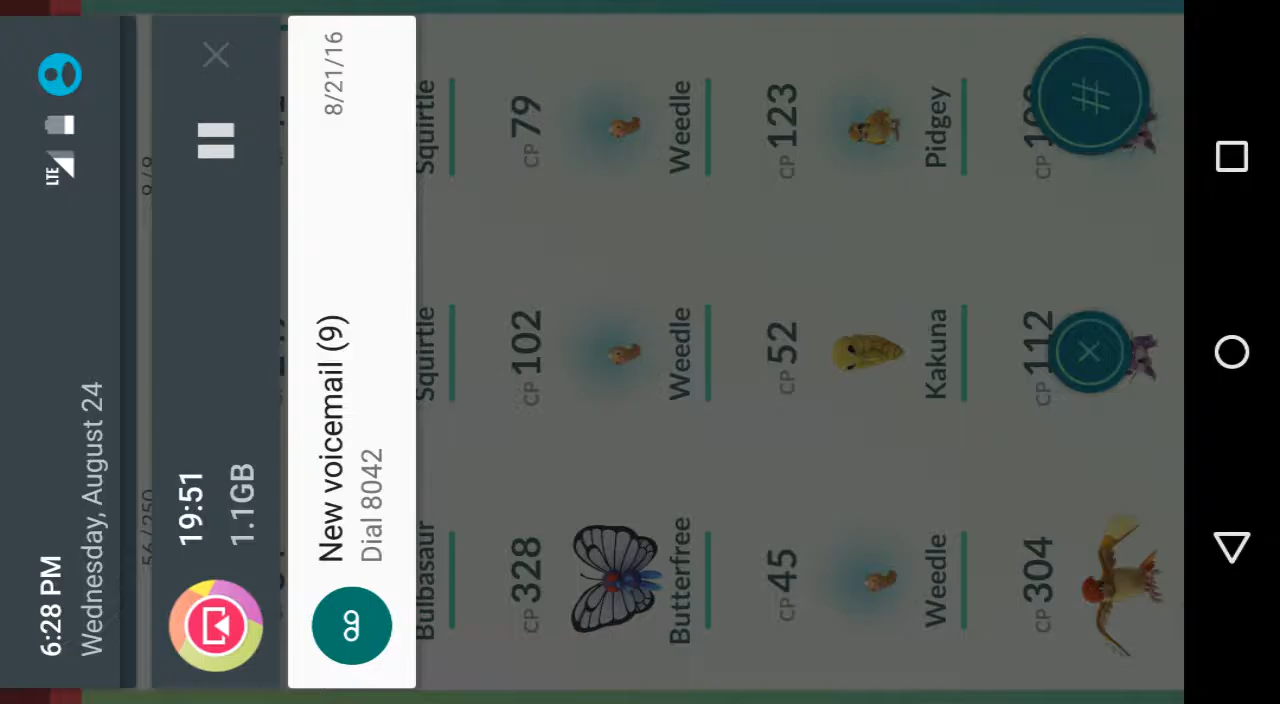 6:28 PM
Wednesday, August 24
LTE
19:51
1.1GB
New voicemail (9)
8/21/16
Dial 8042
Bulbasaur
Squirtle
Squirtle
CP 328
CP 102
CP 79
Butterfree
Weedle
Weedle
CP 45
CP 52
CP 123
Weedle
Kakuna
Pidgey
CP 304
CP 112
CP
#